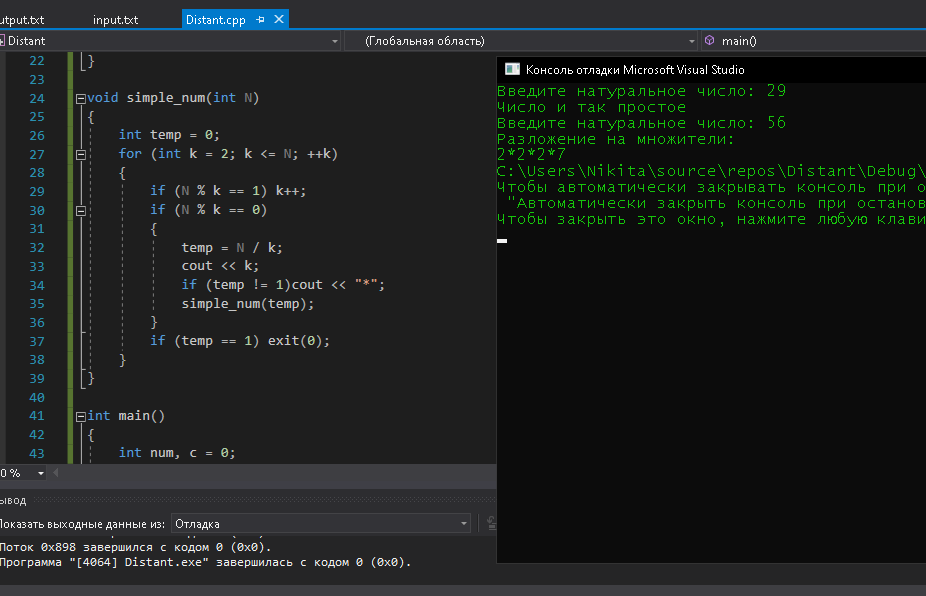 utput.txt input.txt Distant.cpp
Distant (Глобальная область) main()
22 }
23
24 void simple_num(int N)
25 {
26 int temp = 0;
27 for (int k = 2; k <= N; ++k)
28 {
29 if (N % k == 1) k++;
30 if (N % k == 0)
31 {
32 temp = N / k;
33 cout << k;
34 if (temp != 1)cout << "*";
35 simple_num(temp);
36 }
37 if (temp == 1) exit(0);
38 }
39 }
40
41 int main()
42 {
43 int num, c = 0;
0 %
ывод
Показать выходные данные из: Отладка
Поток 0x898 завершился с кодом 0 (0x0).
Программа "[4064] Distant.exe" завершилась с кодом 0 (0x0).
Консоль отладки Microsoft Visual Studio
Введите натуральное число: 29
Число и так простое
Введите натуральное число: 56
Разложение на множители:
2*2*2*7
C:\Users\Nikita\source\repos\Distant\Debug\
Чтобы автоматически закрывать консоль при о
"Автоматически закрыть консоль при останов
Чтобы закрыть это окно, нажмите любую клави